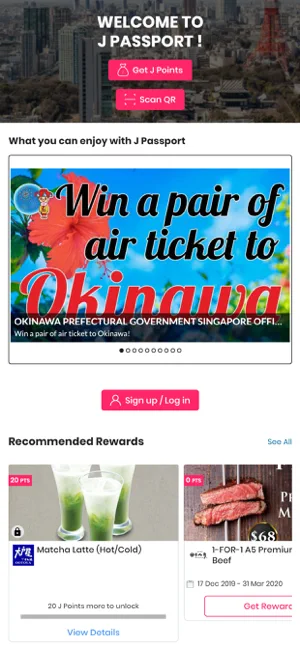 WELCOME TO
J PASSPORT !
Get J Points
Scan QR
What you can enjoy with J Passport
Win a pair of
air ticket to
Okinawa
OKINAWA PREFECTURAL GOVERNMENT SINGAPORE OFFI...
Win a pair of air ticket to Okinawa!
Sign up / Log in
Recommended Rewards
See All
20 PTS
Matcha Latte (Hot/Cold)
20 J Points more to unlock
View Details
0 PTS
$68
1-FOR-1 A5 Premium
Beef
17 Dec 2019 - 31 Mar 2020
Get Reward